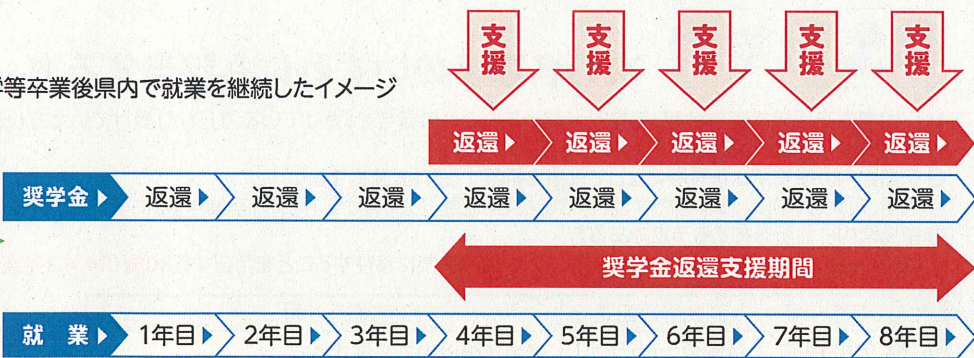 支援 支援 支援 支援 支援
学等卒業後県内で就業を継続したイメージ
返還 返還 返還 返還 返還
奨学金 返還 返還 返還 返還 返還 返還 返還 返還
奨学金返還支援期間
就 業 1年目 2年目 3年目 4年目 5年目 6年目 7年目 8年目